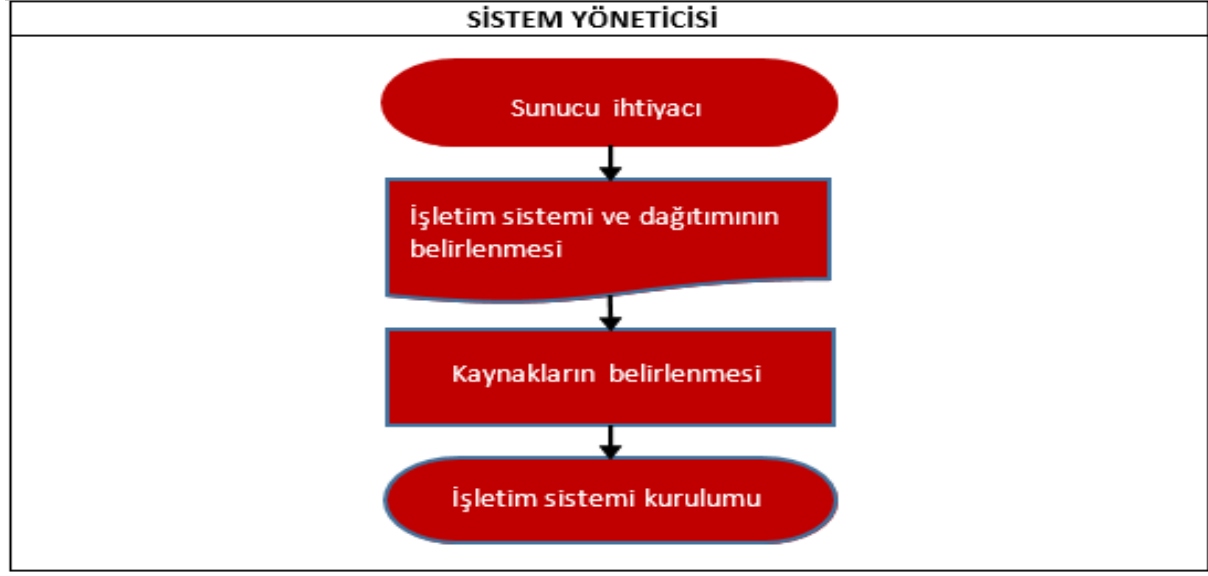 SİSTEM YÖNETİCİSİ
Sunucu ihtiyacı
İşletim sistemi ve dağıtımının
belirlenmesi
Kaynakların belirlenmesi
İşletim sistemi kurulumu